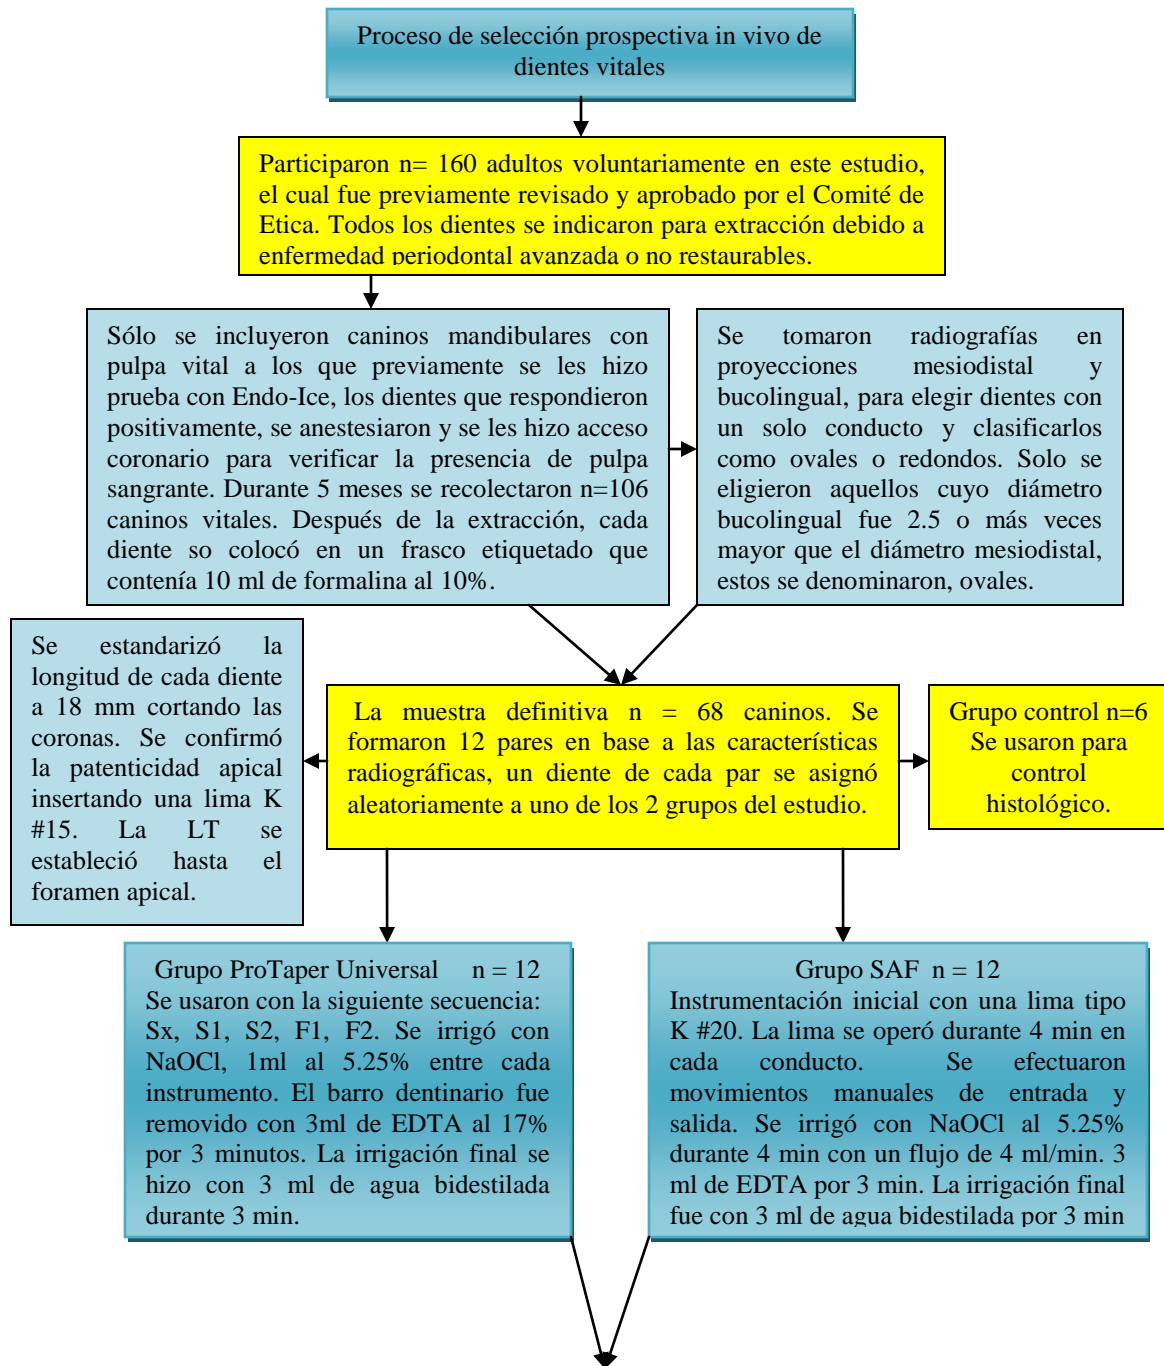 Proceso de selección prospectiva in vivo de
dientes vitales
Participaron n= 160 adultos voluntariamente en este estudio,
el cual fue previamente revisado y aprobado por el Comité de
Etica. Todos los dientes se indicaron para extracción debido a
enfermedad periodontal avanzada o no restaurables.
Sólo se incluyeron caninos mandibulares con
pulpa vital a los que previamente se les hizo
prueba con Endo-Ice, los dientes que respondieron
positivamente, se anestesiaron y se les hizo acceso
coronario para verificar la presencia de pulpa
sangrante. Durante 5 meses se recolectaron n=106
caninos vitales. Después de la extracción, cada
diente so colocó en un frasco etiquetado que
contenía 10 ml de formalina al 10%.
Se tomaron radiografías en
proyecciones mesiodistal y
bucolingual, para elegir dientes con
un solo conducto y clasificarlos
como ovales o redondos. Solo se
eligieron aquellos cuyo diámetro
bucolingual fue 2.5 o más veces
mayor que el diámetro mesiodistal,
estos se denominaron, ovales.
Se estandarizó la
longitud de cada diente
a 18 mm cortando las
coronas. Se confirmó
la patenticidad apical
insertando una lima K
#15. La LT se
estableció hasta el
foramen apical.
La muestra definitiva n = 68 caninos. Se
formaron 12 pares en base a las características
radiográficas, un diente de cada par se asignó
aleatoriamente a uno de los 2 grupos del estudio.
Grupo control n=6
Se usaron para
control
histológico.
Grupo ProTaper Universal n = 12
Se usaron con la siguiente secuencia:
Sx, S1, S2, F1, F2. Se irrigó con
NaOCl, 1ml al 5.25% entre cada
instrumento. El barro dentinario fue
removido con 3ml de EDTA al 17%
por 3 minutos. La irrigación final se
hizo con 3 ml de agua bidestilada
durante 3 min.
Grupo SAF n = 12
Instrumentación inicial con una lima tipo
K #20. La lima se operó durante 4 min en
cada conducto. Se efectuaron
movimientos manuales de entrada y
salida. Se irrigó con NaOCl al 5.25%
durante 4 min con un flujo de 4 ml/min. 3
ml de EDTA por 3 min. La irrigación final
fue con 3 ml de agua bidestilada por 3 min